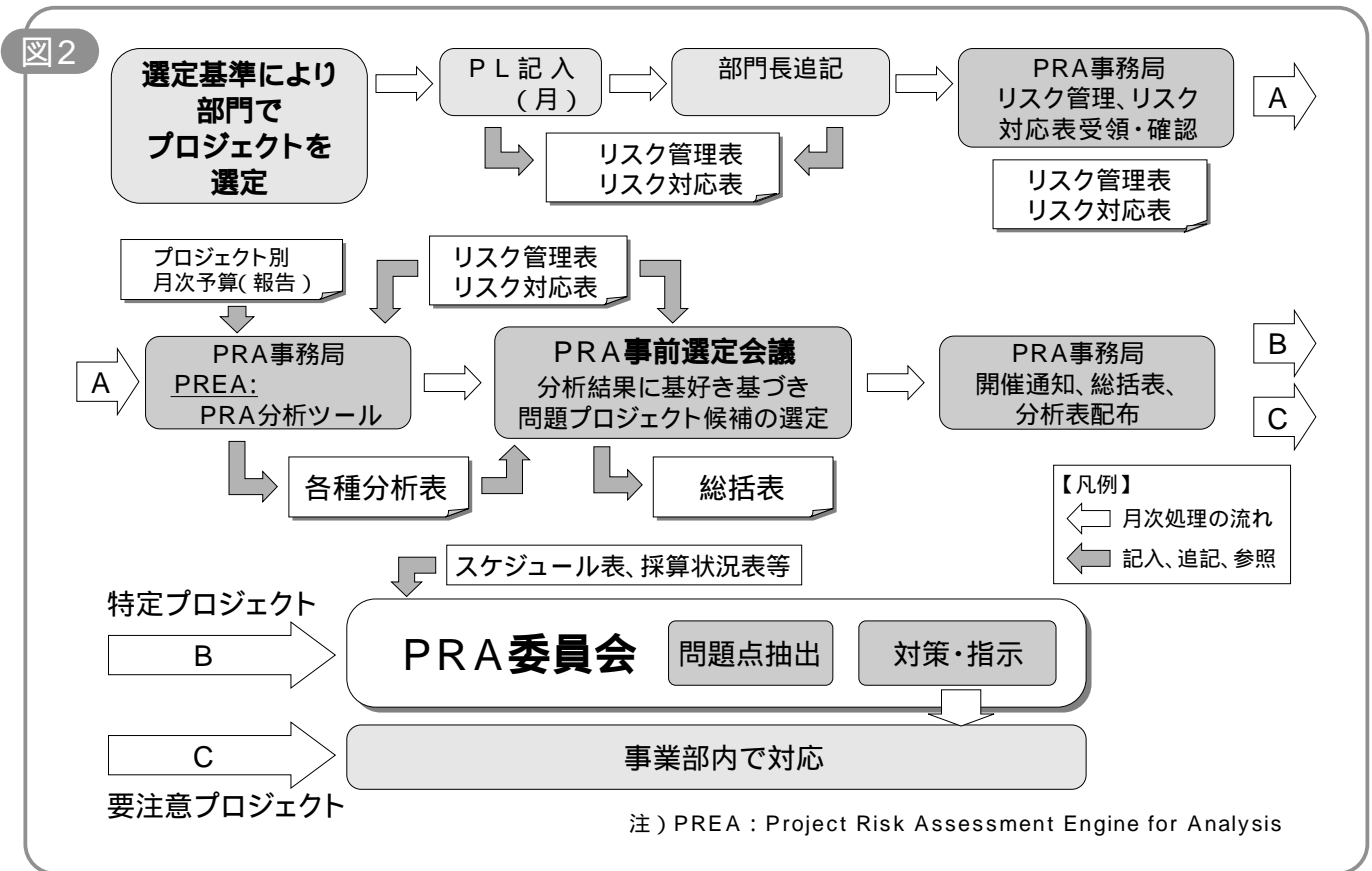 図2
選定基準により
部門で
プロジェクトを
選定
PL記入
(月)
部門長追記
PRA事務局
リスク管理、リスク
対応表受領・確認
A
リスク管理表
リスク対応表
リスク管理表
リスク対応表
プロジェクト別
月次予算(報告)
リスク管理表
リスク対応表
A
PRA事務局
PREA:
PRA分析ツール
PRA事前選定会議
分析結果に基好き基づき
問題プロジェクト候補の選定
PRA事務局
開催通知、総括表、
分析表配布
B
C
各種分析表
総括表
【凡例】
月次処理の流れ
記入、追記、参照
スケジュール表、採算状況表等
特定プロジェクト
B
PRA委員会
問題点抽出
対策・指示
C
要注意プロジェクト
事業部内で対応
注)PREA:Project Risk Assessment Engine for Analysis